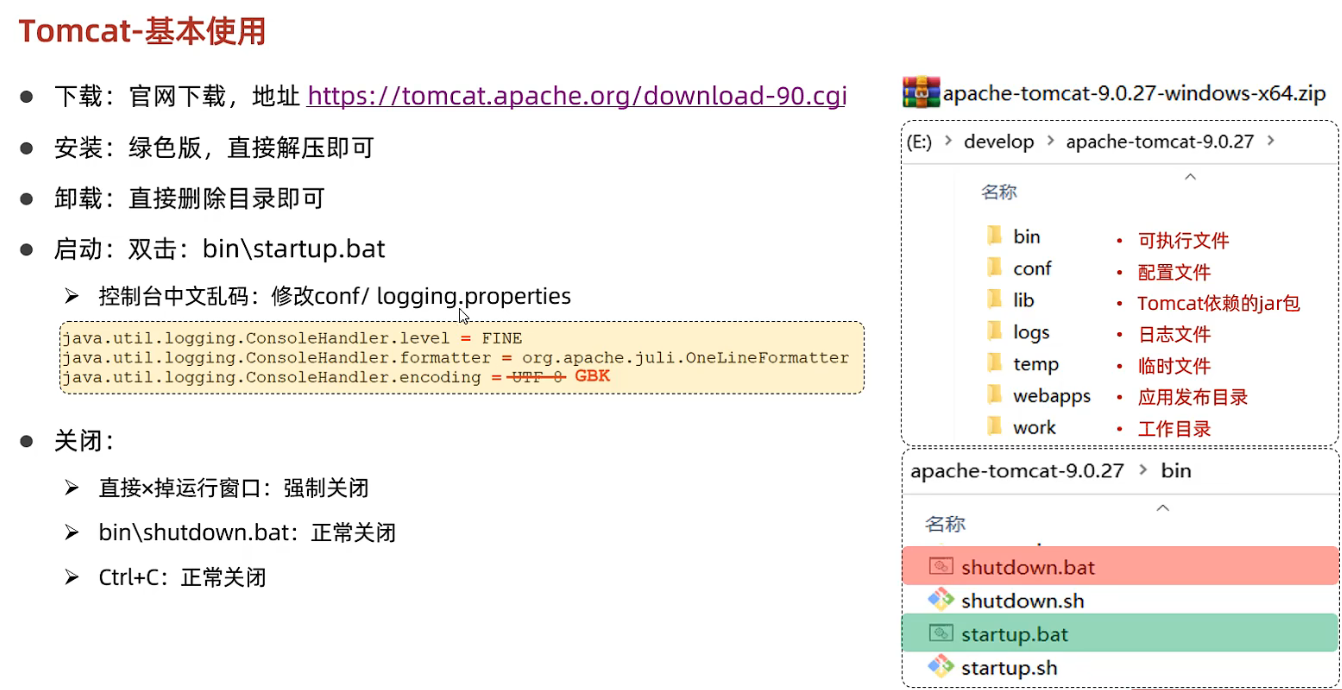 Tomcat-基本使用
● 下载：官网下载，地址 https://tomcat.apache.org/download-90.cgi
● 安装：绿色版，直接解压即可
● 卸载：直接删除目录即可
● 启动：双击：bin\startup.bat
➢ 控制台中文乱码：修改conf/ logging.properties
java.util.logging.ConsoleHandler.level = FINE
java.util.logging.ConsoleHandler.formatter = org.apache.juli.OneLineFormatter
java.util.logging.ConsoleHandler.encoding = UTF-8 GBK
● 关闭：
➢ 直接×掉运行窗口：强制关闭
➢ bin\shutdown.bat：正常关闭
➢ Ctrl+C：正常关闭
apache-tomcat-9.0.27-windows-x64.zip
(E:) > develop > apache-tomcat-9.0.27 >
名称
bin • 可执行文件
conf • 配置文件
lib • Tomcat依赖的jar包
logs • 日志文件
temp • 临时文件
webapps • 应用发布目录
work • 工作目录
apache-tomcat-9.0.27 > bin
名称
shutdown.bat
shutdown.sh
startup.bat
startup.sh